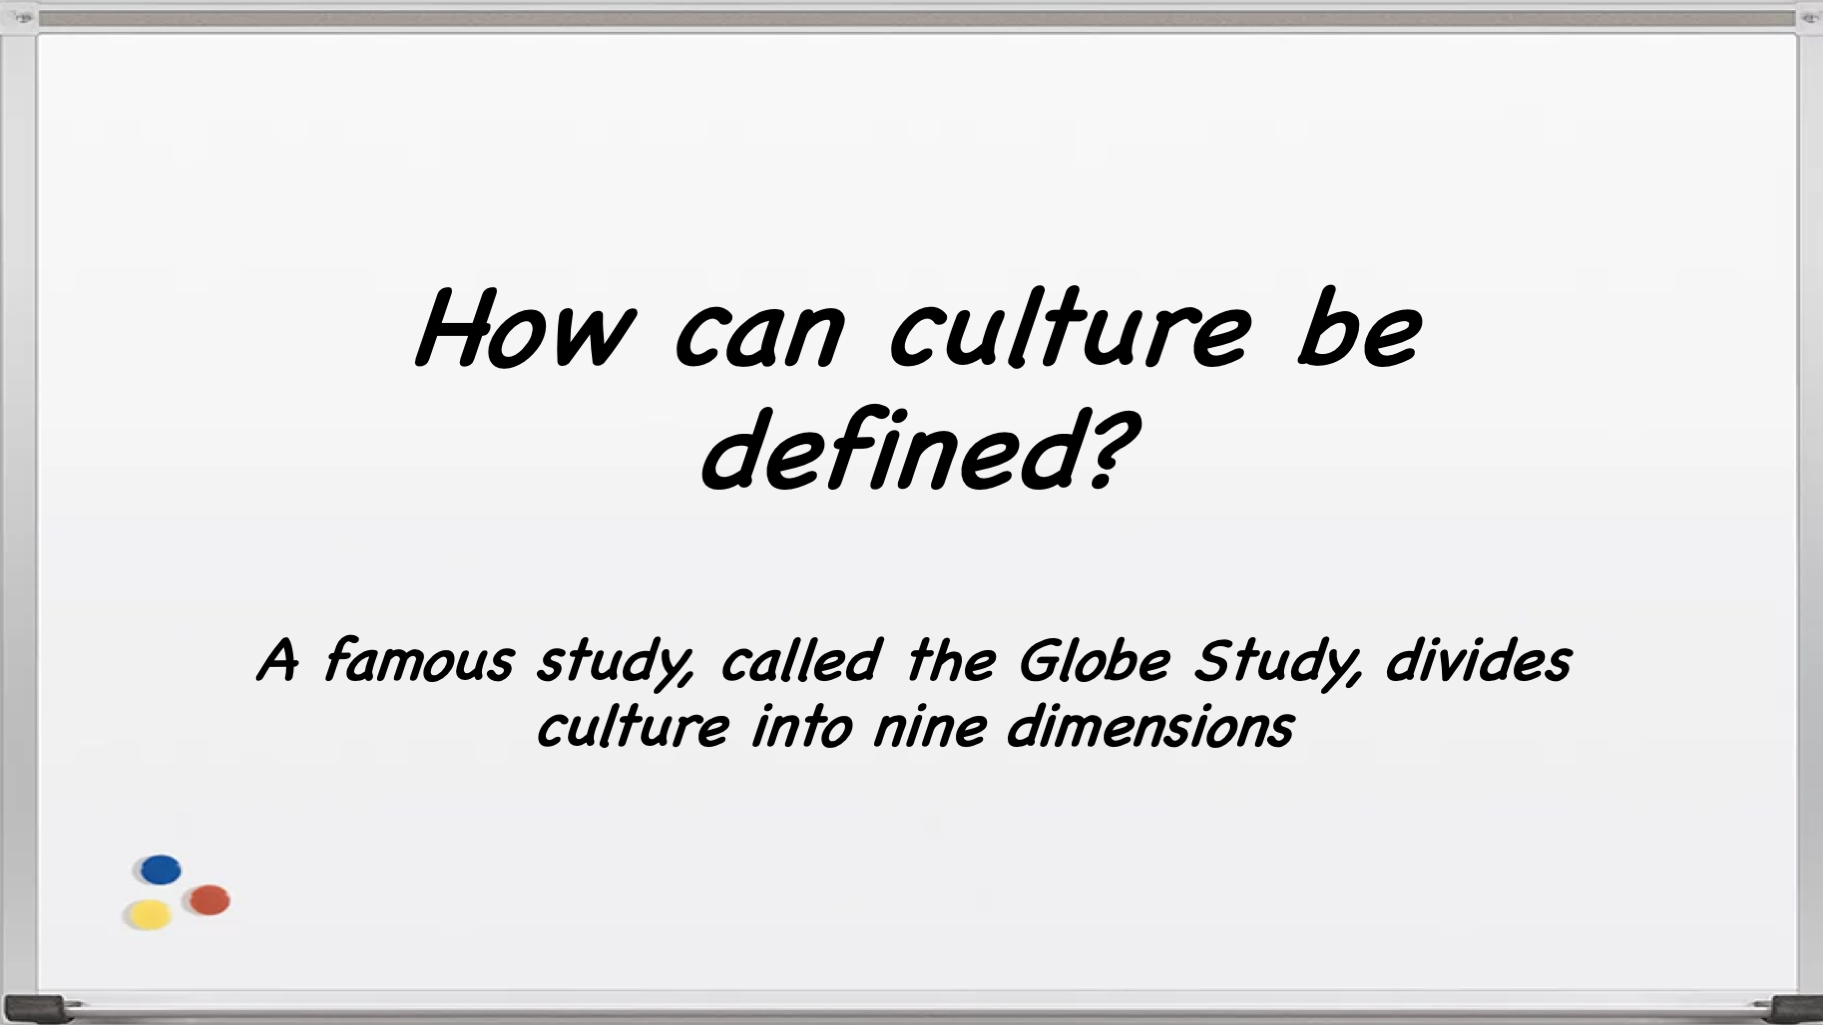 How can culture be
defined?
A famous study, called the Globe Study, divides
culture into nine dimensions